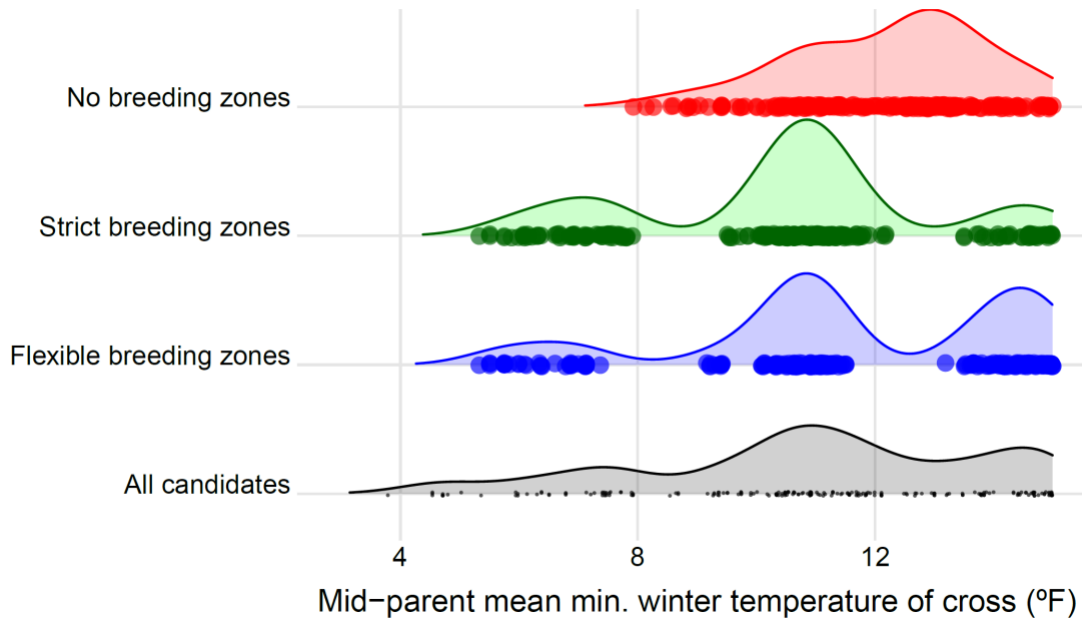 No breeding zones
Strict breeding zones
Flexible breeding zones
All candidates
4 8 12
Mid−parent mean min. winter temperature of cross (ºF)